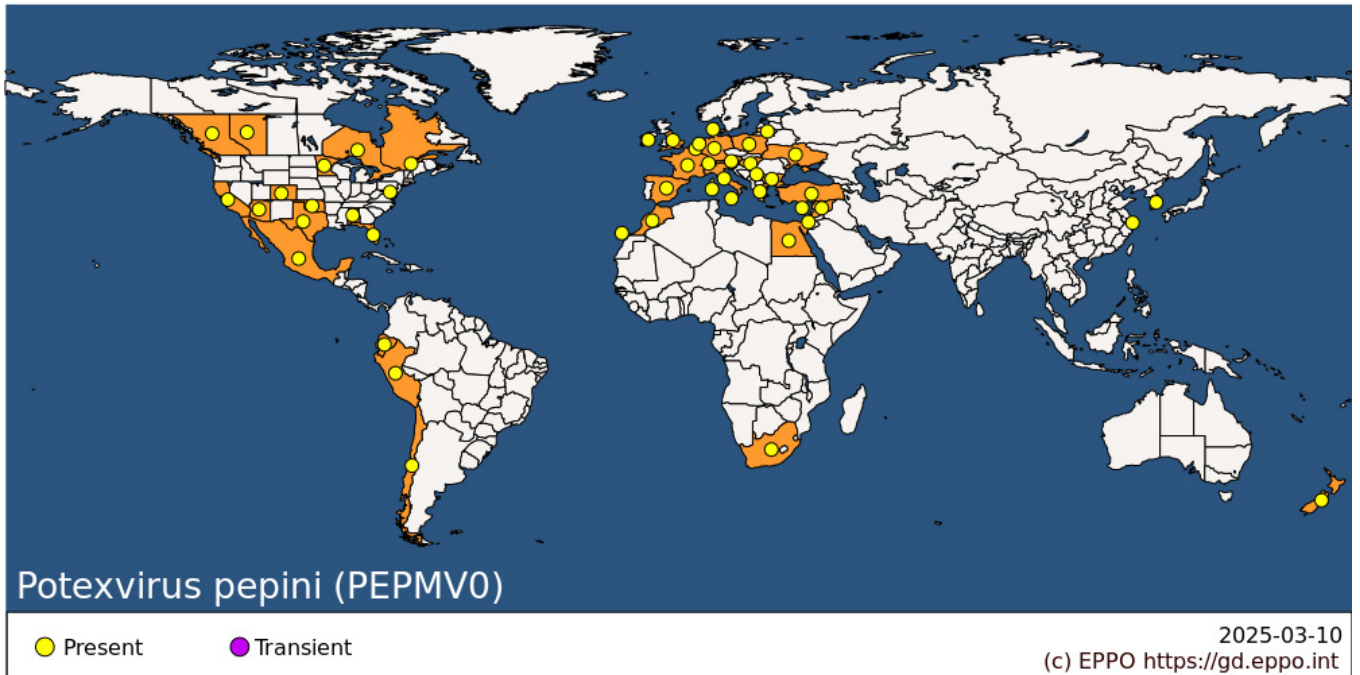 Potexvirus pepini (PEPMV0)
Present
Transient
2025-03-10
(c) EPPO https://gd.eppo.int